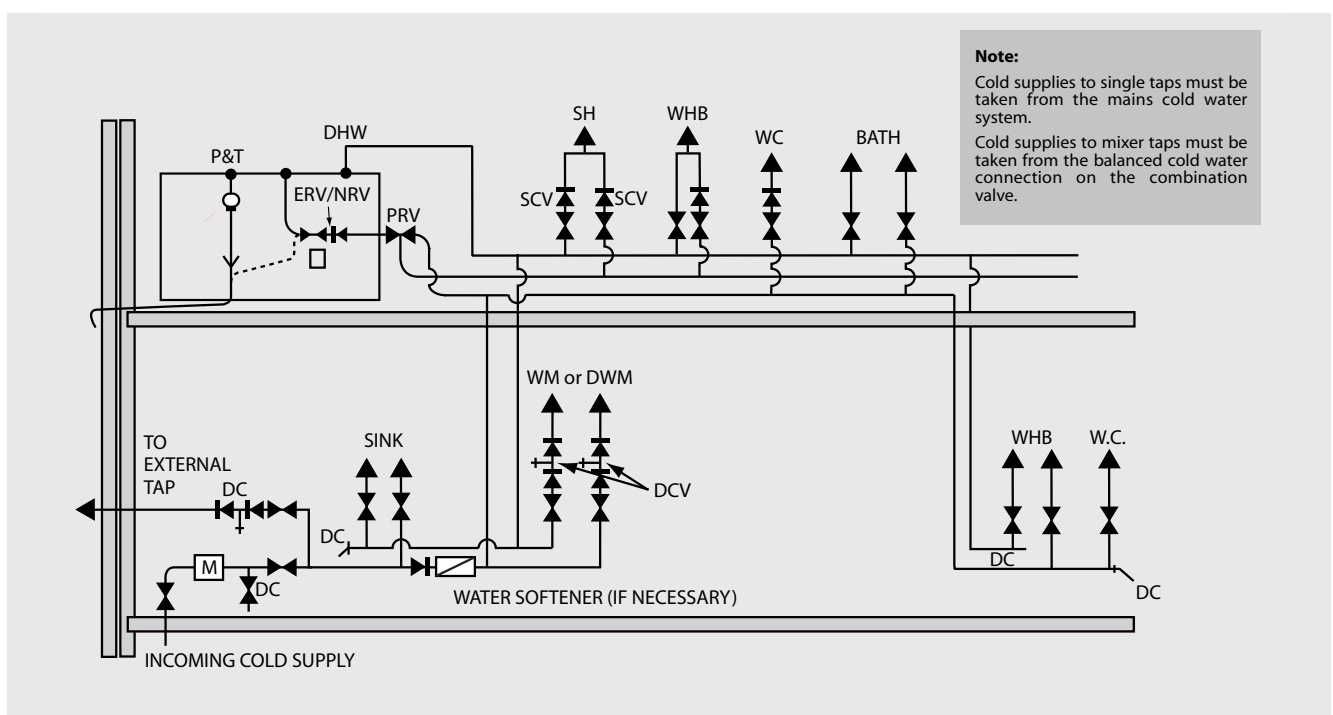 Note:
Cold supplies to single taps must be
taken from the mains cold water
system.
Cold supplies to mixer taps must be
taken from the balanced cold water
connection on the combination
valve.
SH
WHB
WC
BATH
DHW
P&T
ERV/NRV
PRV
SCV
SCV
WM or DWM
TO
EXTERNAL
TAP
SINK
WHB
W.C.
DC
DCV
DC
M
DC
DC
DC
WATER SOFTENER (IF NECESSARY)
INCOMING COLD SUPPLY